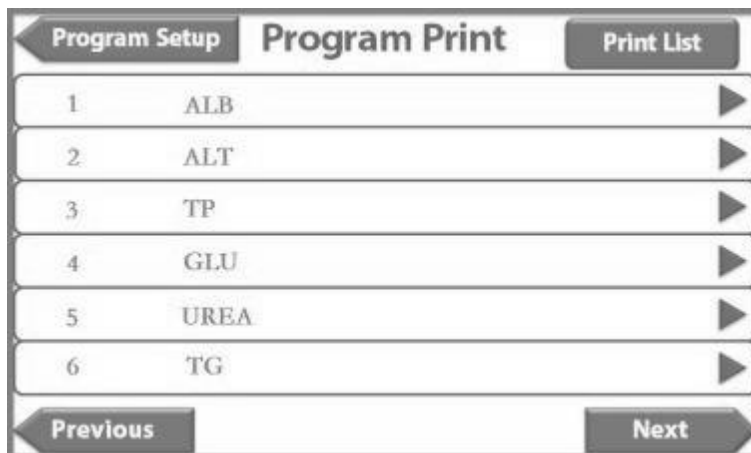 Program Setup Program Print Print List
1 ALB
2 ALT
3 TP
4 GLU
5 UREA
6 TG
Previous Next